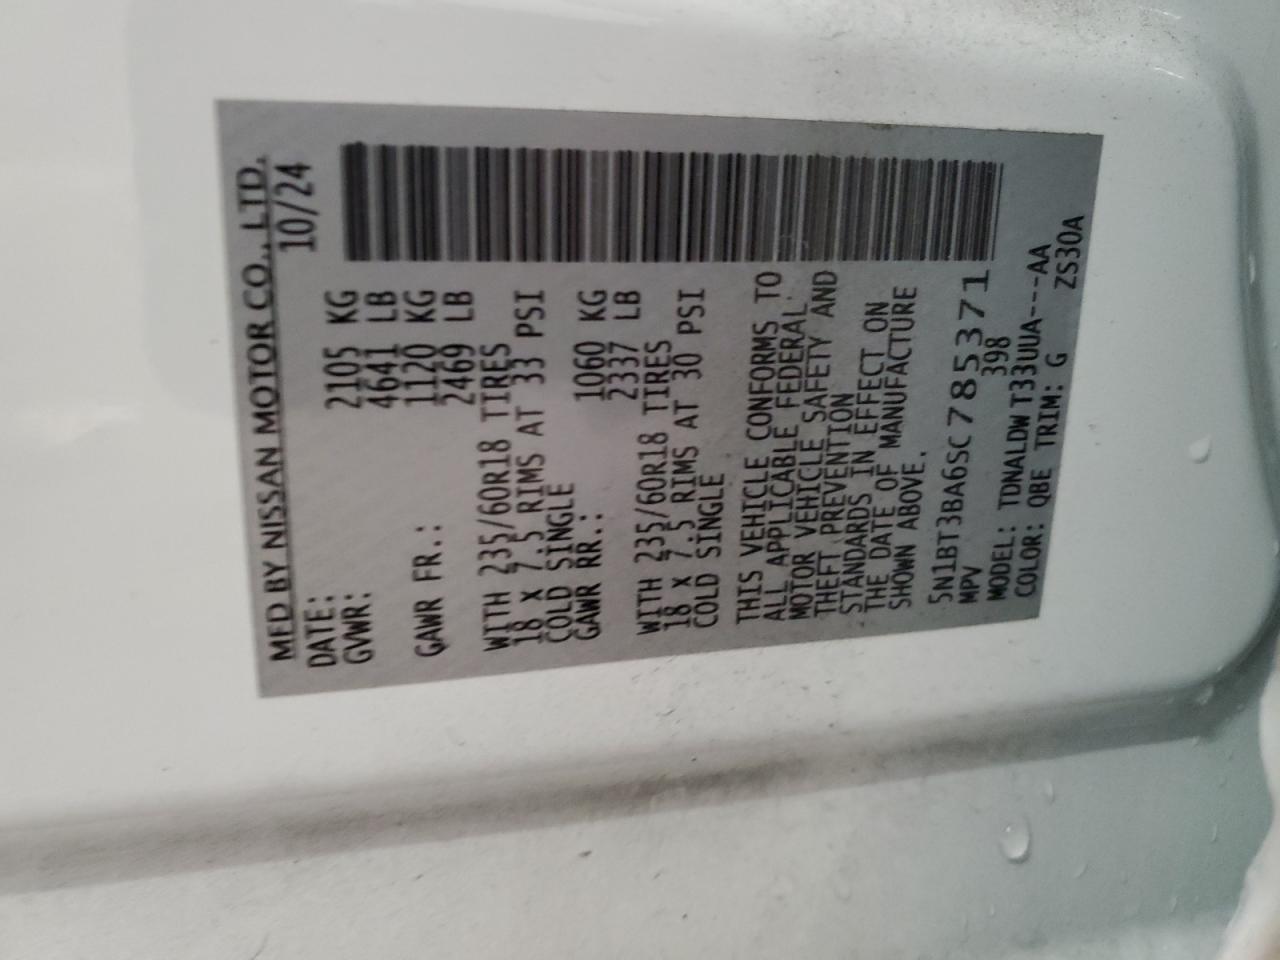 MFD BY NISSAN MOTOR CO., LTD.
DATE: 10/24
GVWR: 2105 KG
4641 LB
GAWR FR.: 1120 KG
2469 LB
WITH 235/60R18 TIRES
18 X 7.5 RIMS AT 33 PSI
COLD SINGLE
GAWR RR.: 1060 KG
2337 LB
WITH 235/60R18 TIRES
18 X 7.5 RIMS AT 30 PSI
COLD SINGLE
THIS VEHICLE CONFORMS TO
ALL APPLICABLE FEDERAL
MOTOR VEHICLE SAFETY AND
THEFT PREVENTION
STANDARDS IN EFFECT ON
THE DATE OF MANUFACTURE
SHOWN ABOVE.
5N1BT3BA6SC785371
MPV 398
MODEL: TDNALDW T33UUA---AA
COLOR: QBE TRIM: G ZS30A